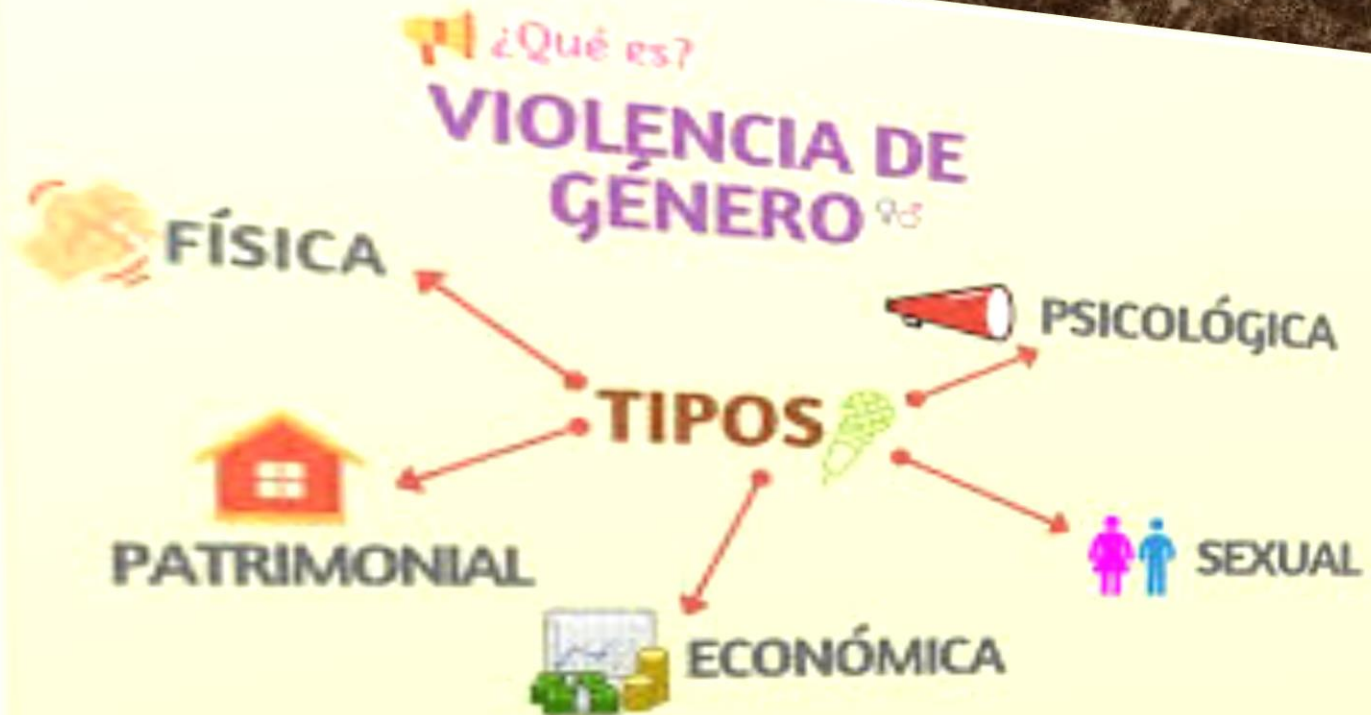 ¿Qué es?
VIOLENCIA DE
GÉNERO
FÍSICA
PSICOLÓGICA
TIPOS
PATRIMONIAL
SEXUAL
ECONÓMICA